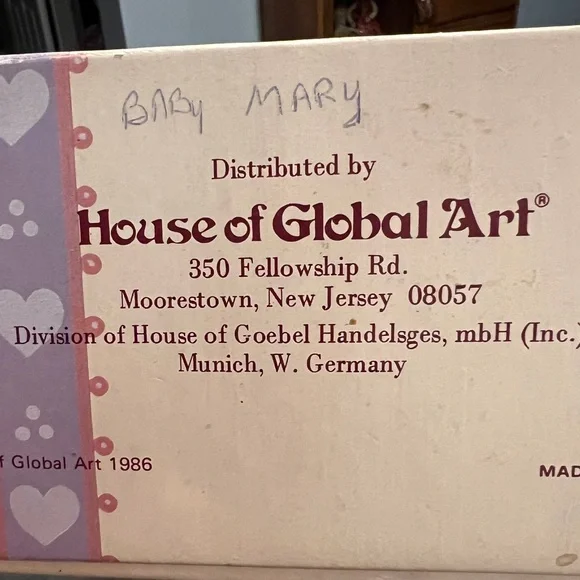 BABy MARy
Distributed by
House of Global Art®
350 Fellowship Rd.
Moorestown, New Jersey 08057
Division of House of Goebel Handelsges, mbH (Inc.)
Munich, W. Germany
f Global Art 1986
MAD